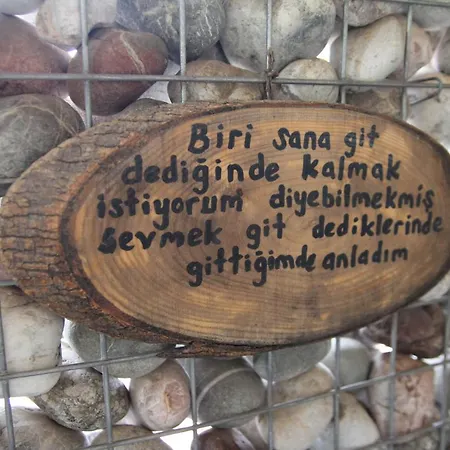 Biri sana git
dediğinde kalmak
istiyorum diyebilmekmiş
sevmek git dediklerinde
gittiğimde anladım